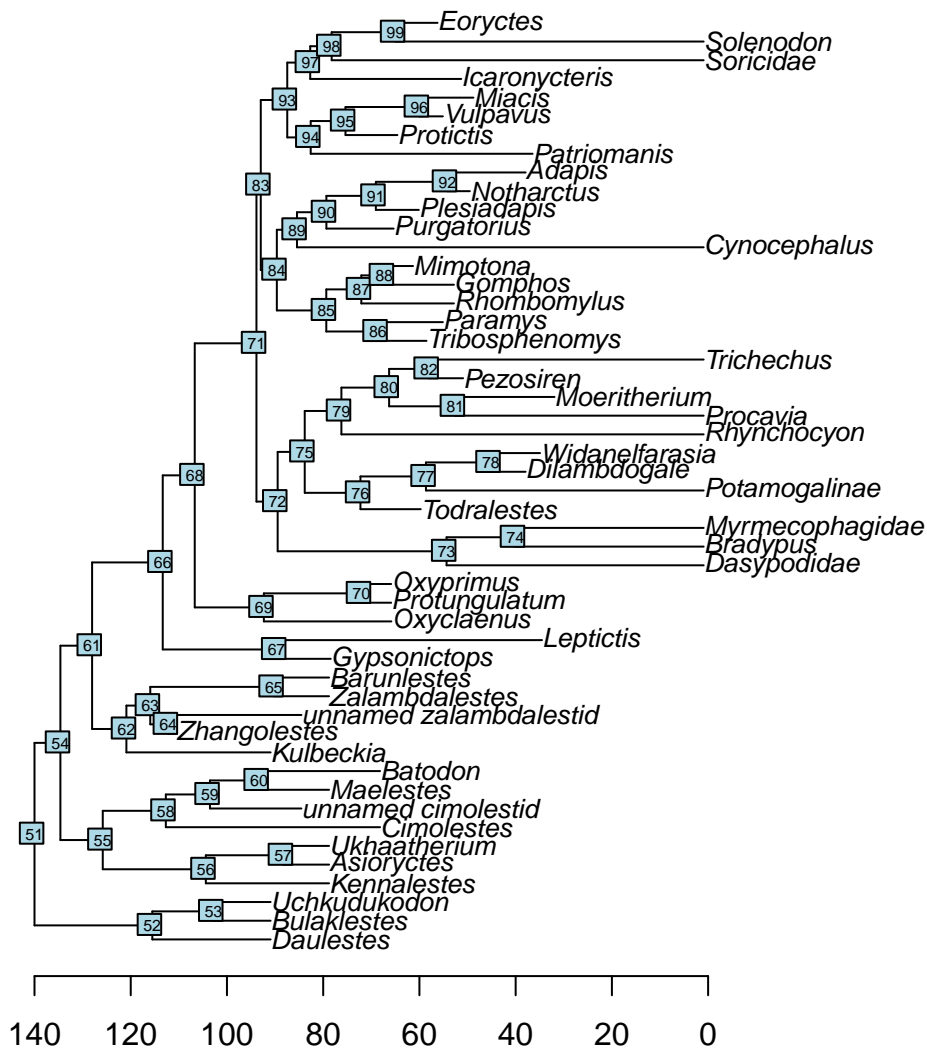 Eoryctes
99
Solenodon
98
Soricidae
97
Icaronycteris
93
Miacis
96
Vulpavus
95
Protictis
94
Patriomanis
Adapis
92
83
Notharctus
91
Plesiadapis
90
Purgatorius
89
Cynocephalus
84
Mimotona
88
Gomphos
87
Rhombomylus
85
Paramys
86
Tribosphenomys
71
Trichechus
82
Pezosiren
80
Moeritherium
81
79
Procavia
Rhynchocyon
75
Widanelfarasia
78
Dilambdogale
77
68
Potamogalinae
76
72
Todralestes
Myrmecophagidae
74
Bradypus
73
66
Dasypodidae
Oxyprimus
70
Protungulatum
69
Oxyclaenus
Leptictis
61
67
Gypsonictops
Barunlestes
65
Zalambdalestes
63
unnamed zalambdalestid
64
62
Zhangolestes
54
Kulbeckia
Batodon
60
Maelestes
59
unnamed cimolestid
58
Cimolestes
51
55
Ukhaatherium
57
Asioryctes
56
Kennalestes
Uchkudukodon
53
Bulaklestes
52
Daulestes
140 120 100 80 60 40 20 0